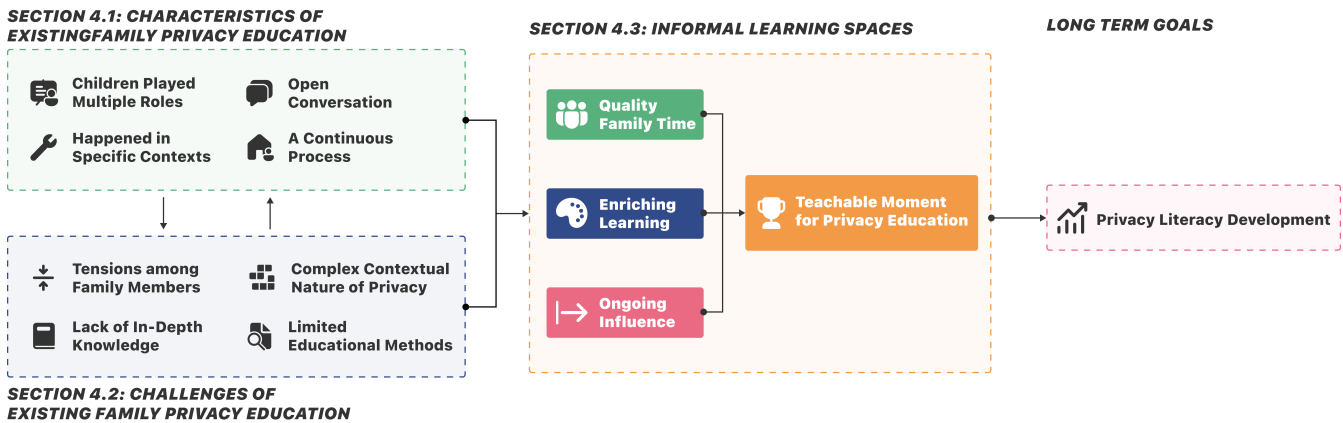 SECTION 4.1: CHARACTERISTICS OF
EXISTINGFAMILY PRIVACY EDUCATION
Children Played
Multiple Roles
Open
Conversation
Happened in
Specific Contexts
A Continuous
Process
Tensions among
Family Members
Complex Contextual
Nature of Privacy
Lack of In-Depth
Knowledge
Limited
Educational Methods
SECTION 4.2: CHALLENGES OF
EXISTING FAMILY PRIVACY EDUCATION
SECTION 4.3: INFORMAL LEARNING SPACES
Quality
Family Time
Enriching
Learning
Ongoing
Influence
Teachable Moment
for Privacy Education
LONG TERM GOALS
Privacy Literacy Development